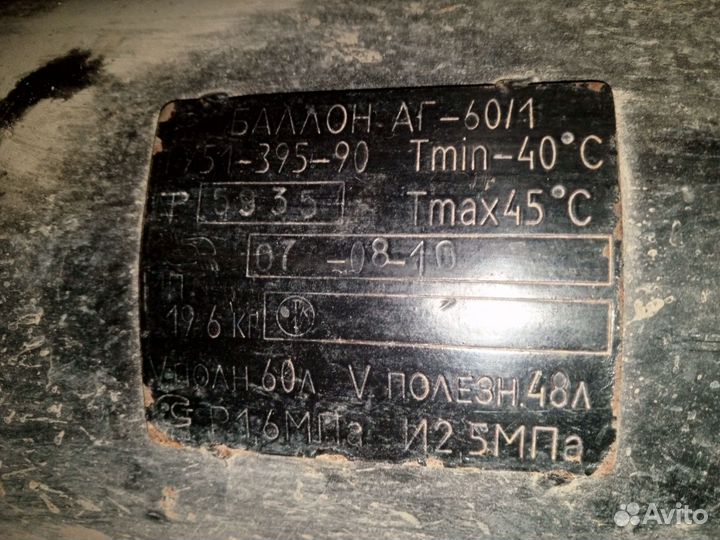 БАЛЛОН АГ-60/1
51-395-90 Tmin-40°C
5935 Tmax45°C
07-08-10
19.6 кг
V ПОЛН. 60л V ПОЛЕЗН. 48л
Р1,6МПа И2,5МПа
Avito